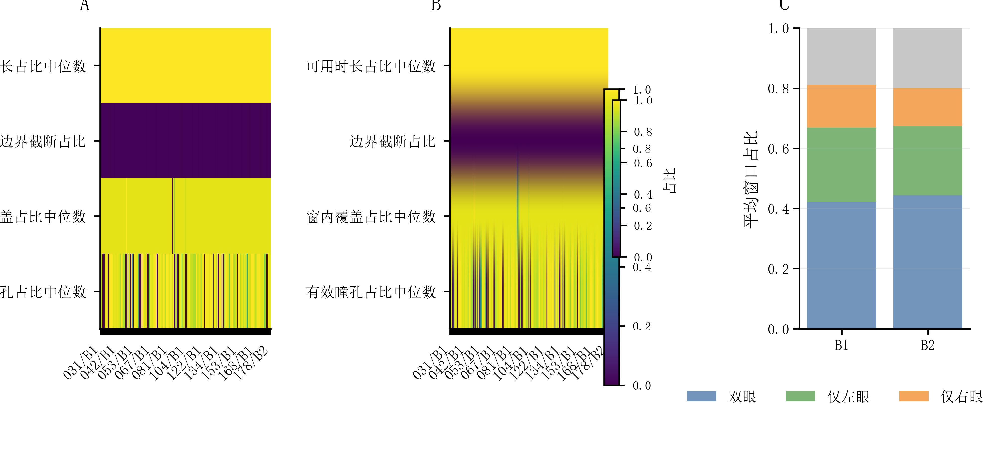 A
长占比中位数
边界截断占比
盖占比中位数
孔占比中位数
031/B1
042/B1
053/B1
067/B1
081/B1
104/B1
122/B1
134/B1
153/B1
168/B1
178/B2
B
可用时长占比中位数
边界截断占比
窗内覆盖占比中位数
有效瞳孔占比中位数
031/B1
042/B1
053/B1
067/B1
081/B1
104/B1
122/B1
134/B1
153/B1
168/B1
178/B2
1.0
1.0
0.8
0.8
0.6
0.4
0.6
0.2
0.0
0.4
0.2
0.0
占比
C
平均窗口占比
1.0
0.8
0.6
0.4
0.2
0.0
B1
B2
双眼
仅左眼
仅右眼